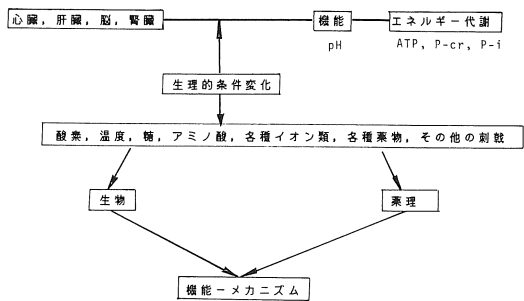 心臓，肝臓，脳，腎臓 機能 エネルギー代謝
pH ATP, P-cr, P-i
生理的条件変化
酸素，温度，糖，アミノ酸，各種イオン類，各種薬物，その他の刺戟
生物 薬理
機能－メカニズム